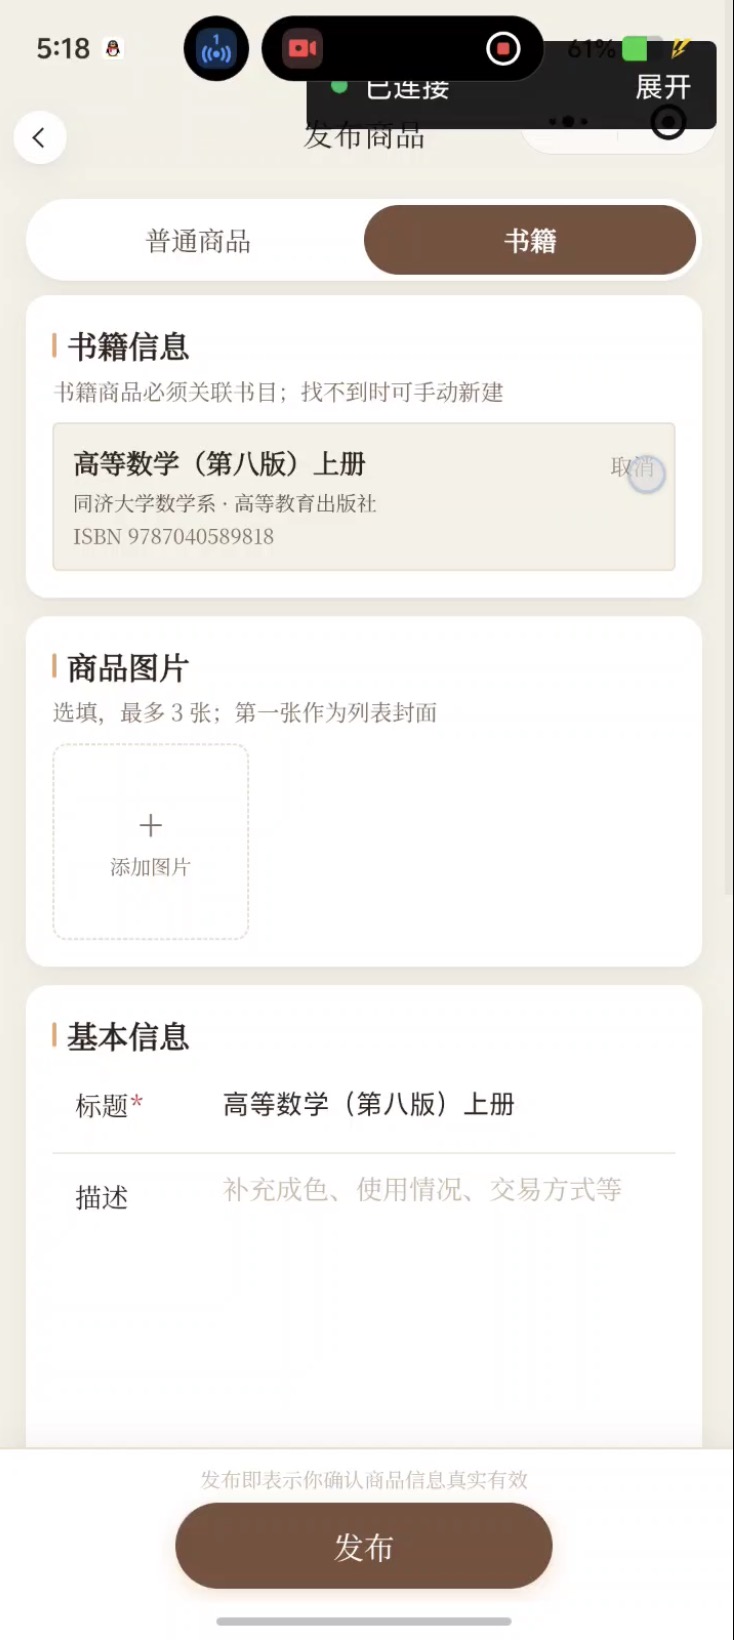 5:18
1
61%
已连接
展开
发布商品
普通商品
书籍
书籍信息
书籍商品必须关联书目；找不到时可手动新建
高等数学（第八版）上册
取消
同济大学数学系 · 高等教育出版社
ISBN 9787040589818
商品图片
选填，最多 3 张；第一张作为列表封面
添加图片
基本信息
标题*
高等数学（第八版）上册
描述
补充成色、使用情况、交易方式等
发布即表示你确认商品信息真实有效
发布